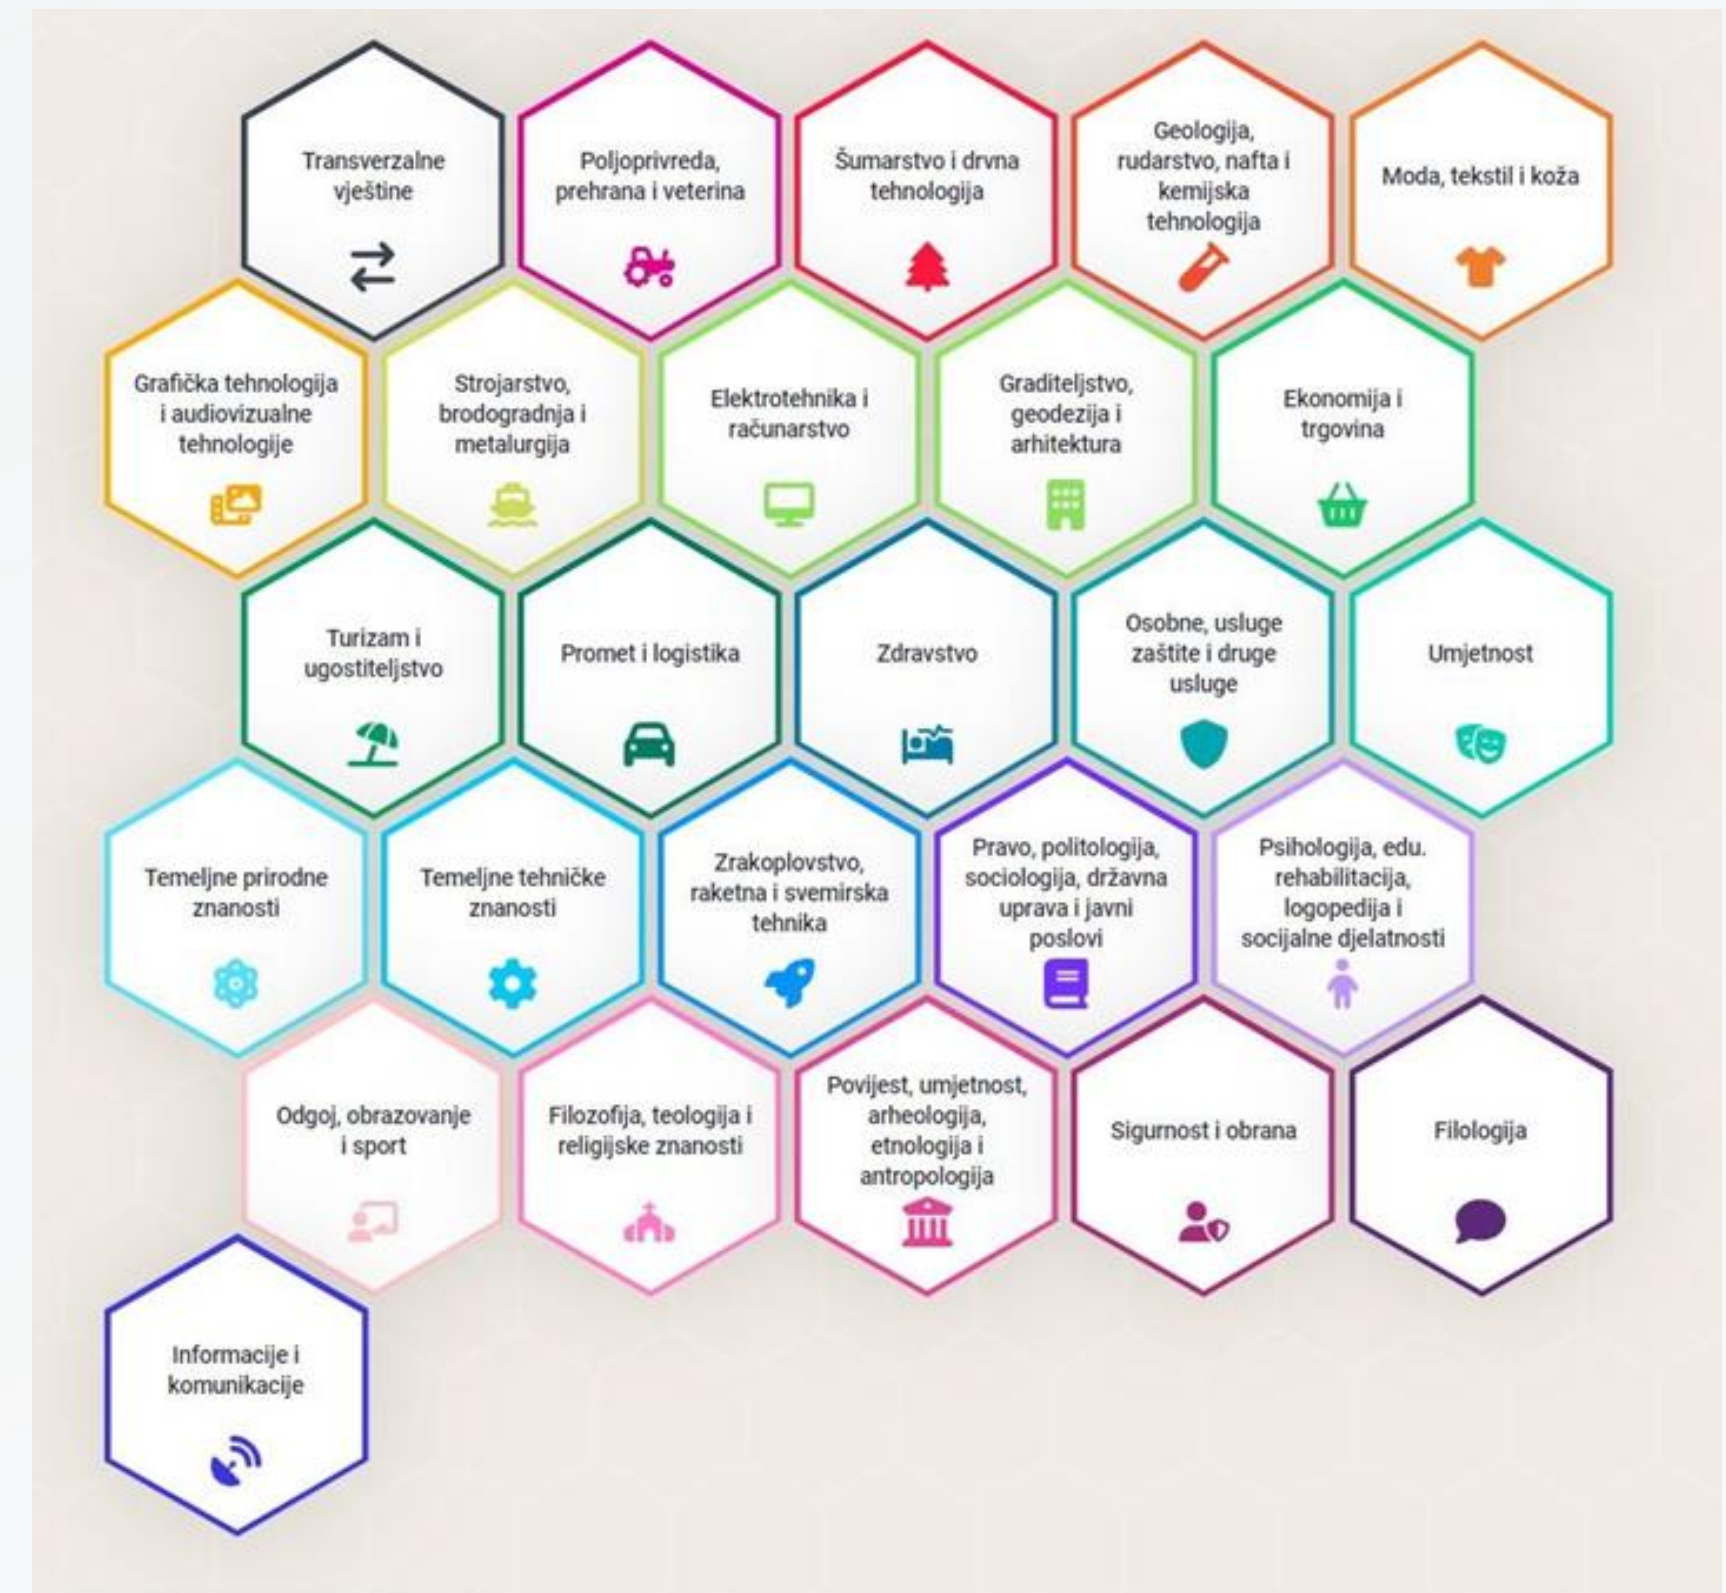 Transverzalne
vještine
Poljoprivreda,
prehrana i veterina
Šumarstvo i drvna
tehnologija
Geologija,
rudarstvo, nafta i
kemijska
tehnologija
Moda, tekstil i koža
Grafička tehnologija
i audiovizualne
tehnologije
Strojarstvo,
brodogradnja i
metalurgija
Elektrotehnika i
računarstvo
Graditeljstvo,
geodezija i
arhitektura
Ekonomija i
trgovina
Turizam i
ugostiteljstvo
Promet i logistika
Zdravstvo
Osobne, usluge
zaštite i druge
usluge
Umjetnost
Temeljne prirodne
znanosti
Temeljne tehničke
znanosti
Zrakoplovstvo,
raketna i svemirska
tehnika
Pravo, politologija,
sociologija, državna
uprava i javni
poslovi
Psihologija, edu.
rehabilitacija,
logopedija i
socijalne djelatnosti
Odgoj, obrazovanje
i sport
Filozofija, teologija i
religijske znanosti
Povijest, umjetnost,
arheologija,
etnologija i
antropologija
Sigurnost i obrana
Filologija
Informacije i
komunikacije